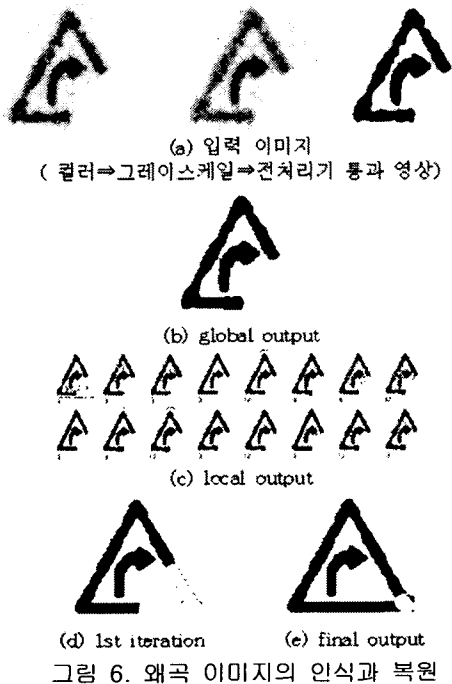 (a) 입력 이미지
( 컬러⇒그레이스케일⇒전처리기 통과 영상)
(b) global output
(c) local output
(d) 1st iteration
(e) final output
그림 6. 왜곡 이미지의 인식과 복원